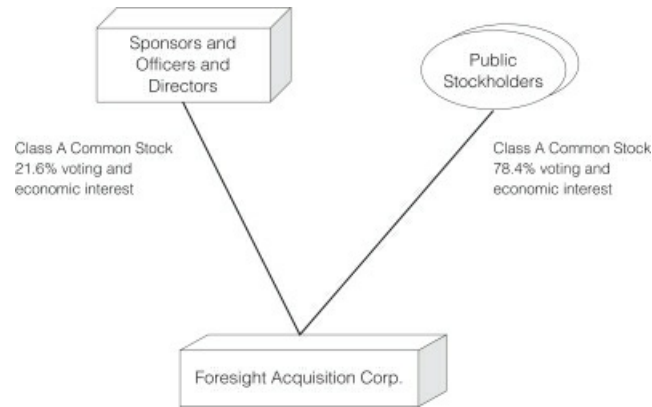 Sponsors and
Officers and
Directors
Public
Stockholders
Class A Common Stock
21.6% voting and
economic interest
Class A Common Stock
78.4% voting and
economic interest
Foresight Acquisition Corp.